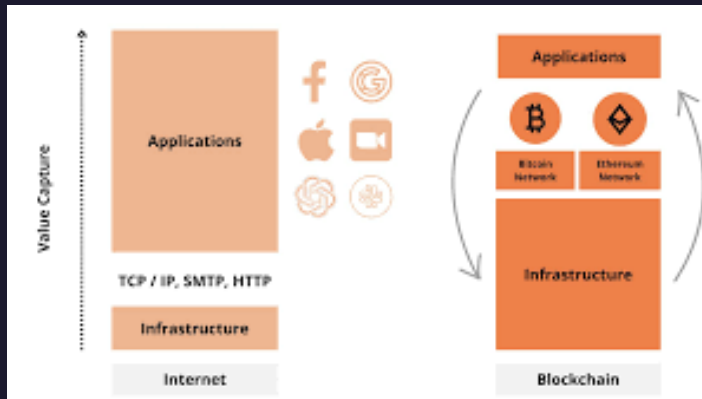 Value Capture
Applications
TCP / IP, SMTP, HTTP
Infrastructure
Internet
Applications
Bitcoin
Network
Ethereum
Network
Infrastructure
Blockchain